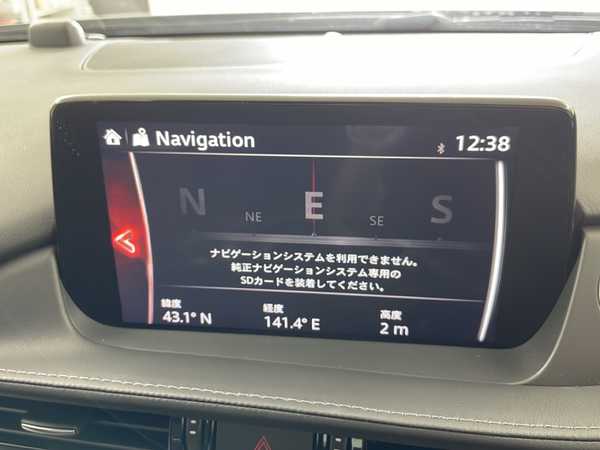 Navigation
12:38
N NE E SE S
ナビゲーションシステムを利用できません。
純正ナビゲーションシステム専用の
SDカードを装着してください。
緯度 経度 高度
43.1° N 141.4° E 2 m